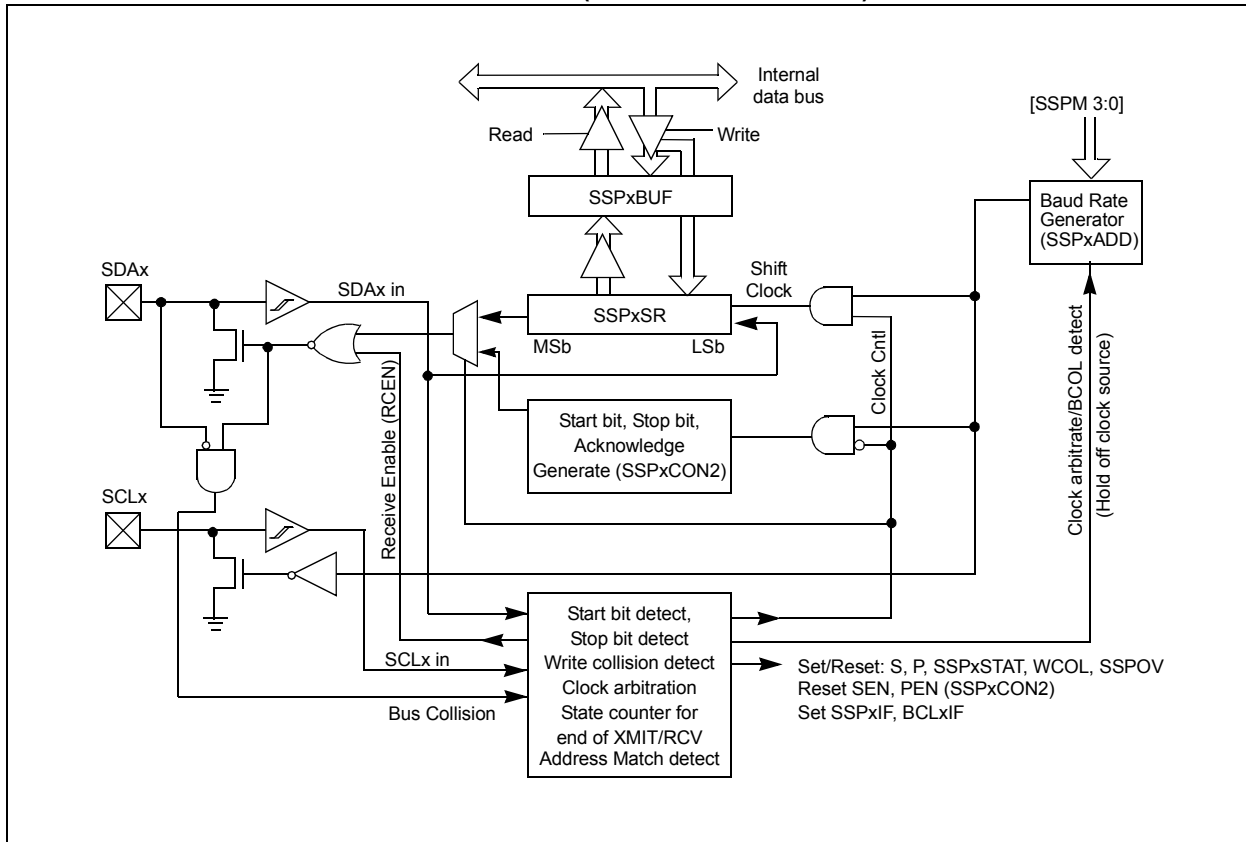 Internal
data bus
[SSPM 3:0]
Read
Write
SSPxBUF
Baud Rate
Generator
(SSPxADD)
SDAx
SDAx in
Shift
Clock
SSPxSR
MSb
LSb
Clock Cntl
Receive Enable (RCEN)
Start bit, Stop bit,
Acknowledge
Generate (SSPxCON2)
Clock arbitrate/BCOL detect
(Hold off clock source)
SCLx
SCLx in
Bus Collision
Start bit detect,
Stop bit detect
Write collision detect
Clock arbitration
State counter for
end of XMIT/RCV
Address Match detect
Set/Reset: S, P, SSPxSTAT, WCOL, SSPOV
Reset SEN, PEN (SSPxCON2)
Set SSPxIF, BCLxIF